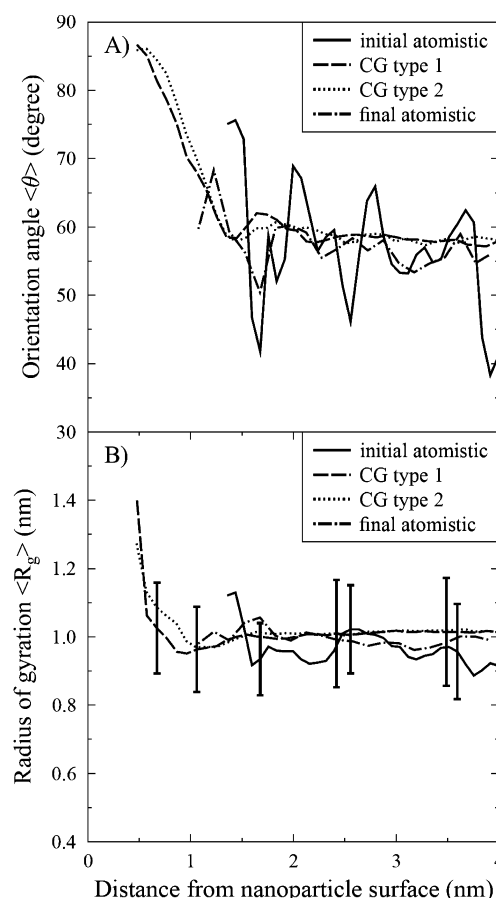 90
A)
initial atomistic
CG type 1
CG type 2
final atomistic
80
70
60
50
40
30
Orientation angle <θ> (degree)
B)
initial atomistic
CG type 1
CG type 2
final atomistic
1.4
1.2
1.0
0.8
0.6
0.4
Radius of gyration <Rg> (nm)
0 1 2 3 4
Distance from nanoparticle surface (nm)